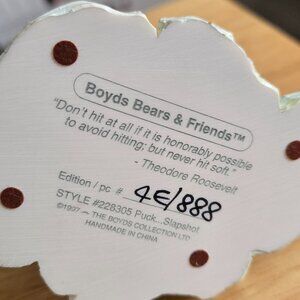 Boyds Bears & Friends™
"Don't hit at all if it is honorably possible
to avoid hitting; but never hit soft."
- Theodore Roosevelt
Edition / pc # 4E/888
STYLE #228305 Puck...Slapshot
©1997 – THE BOYDS COLLECTION LTD
HANDMADE IN CHINA